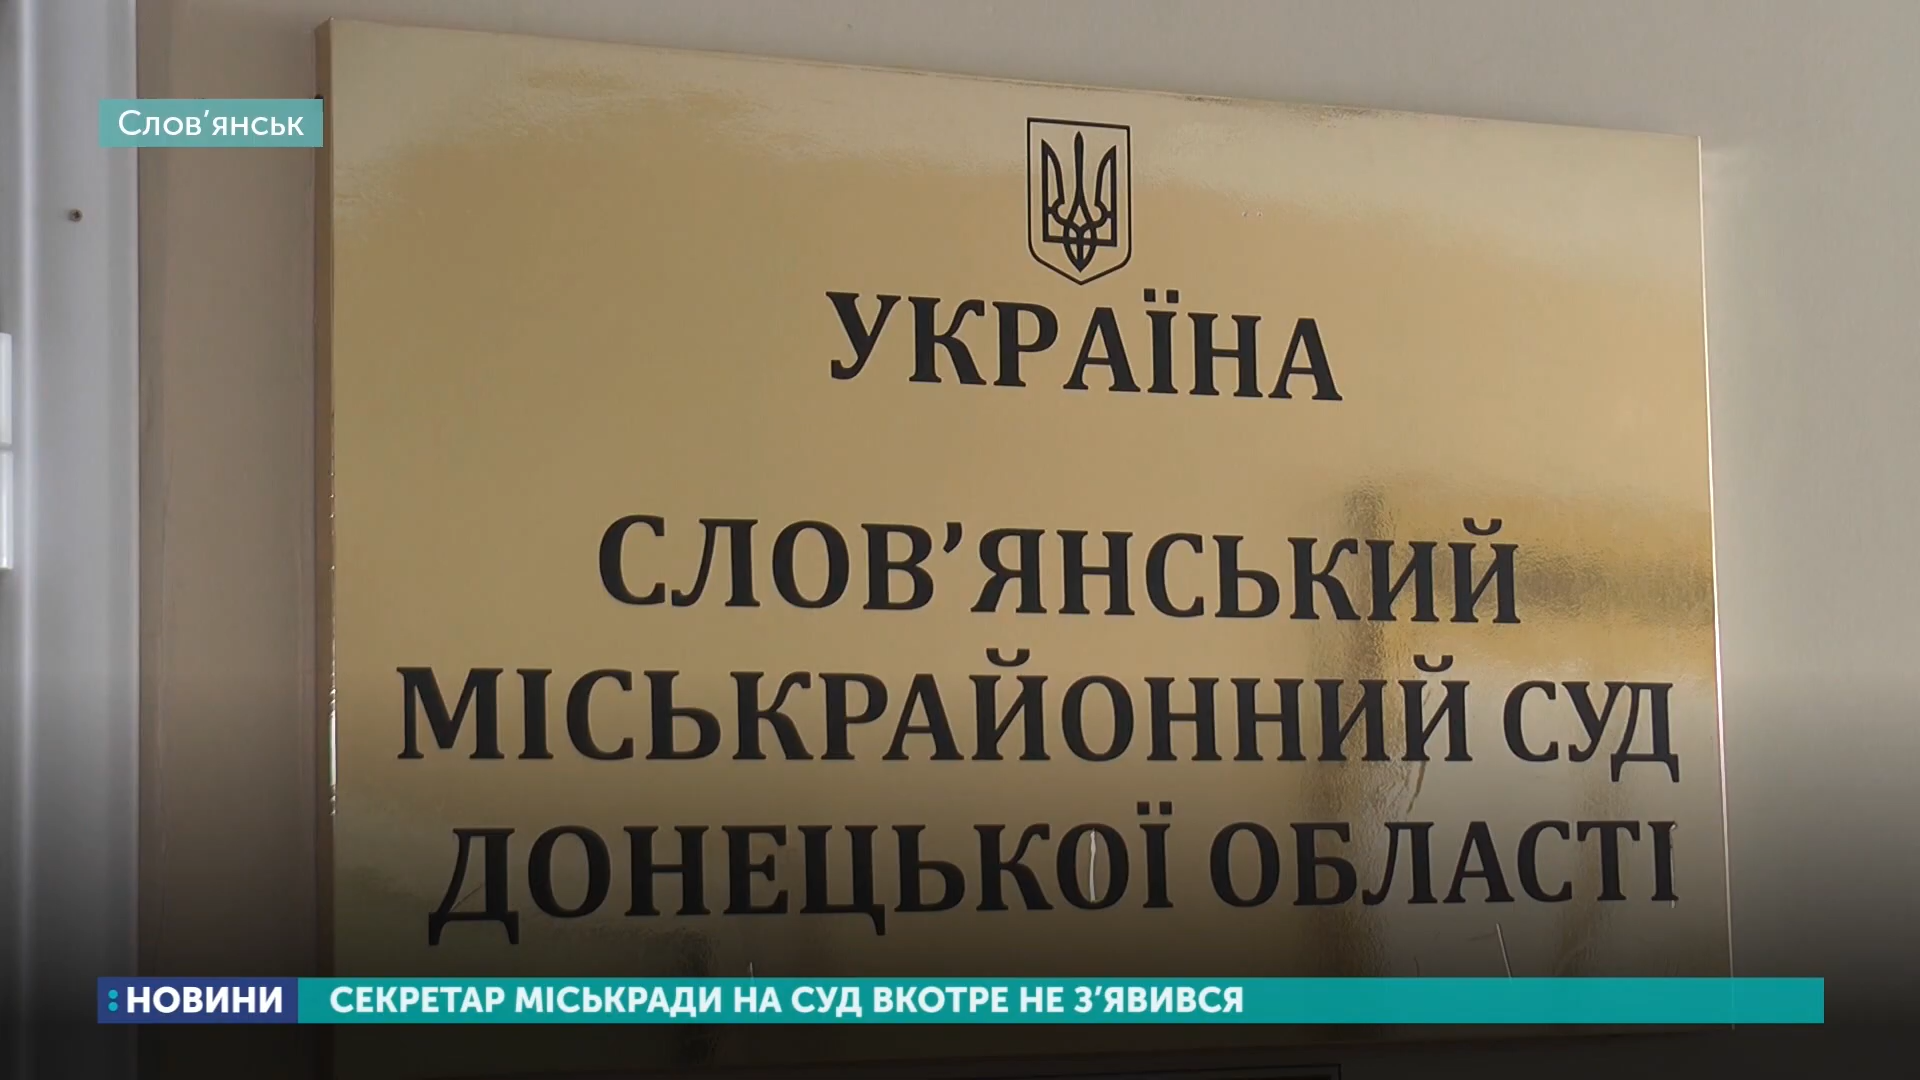 Слов'янськ
УКРАЇНА
СЛОВ'ЯНСЬКИЙ
МІСЬКРАЙОННИЙ СУД
ДОНЕЦЬКОЇ ОБЛАСТІ
:НОВИНИ СЕКРЕТАР МІСЬКРАДИ НА СУД ВКОТРЕ НЕ З'ЯВИВСЯ